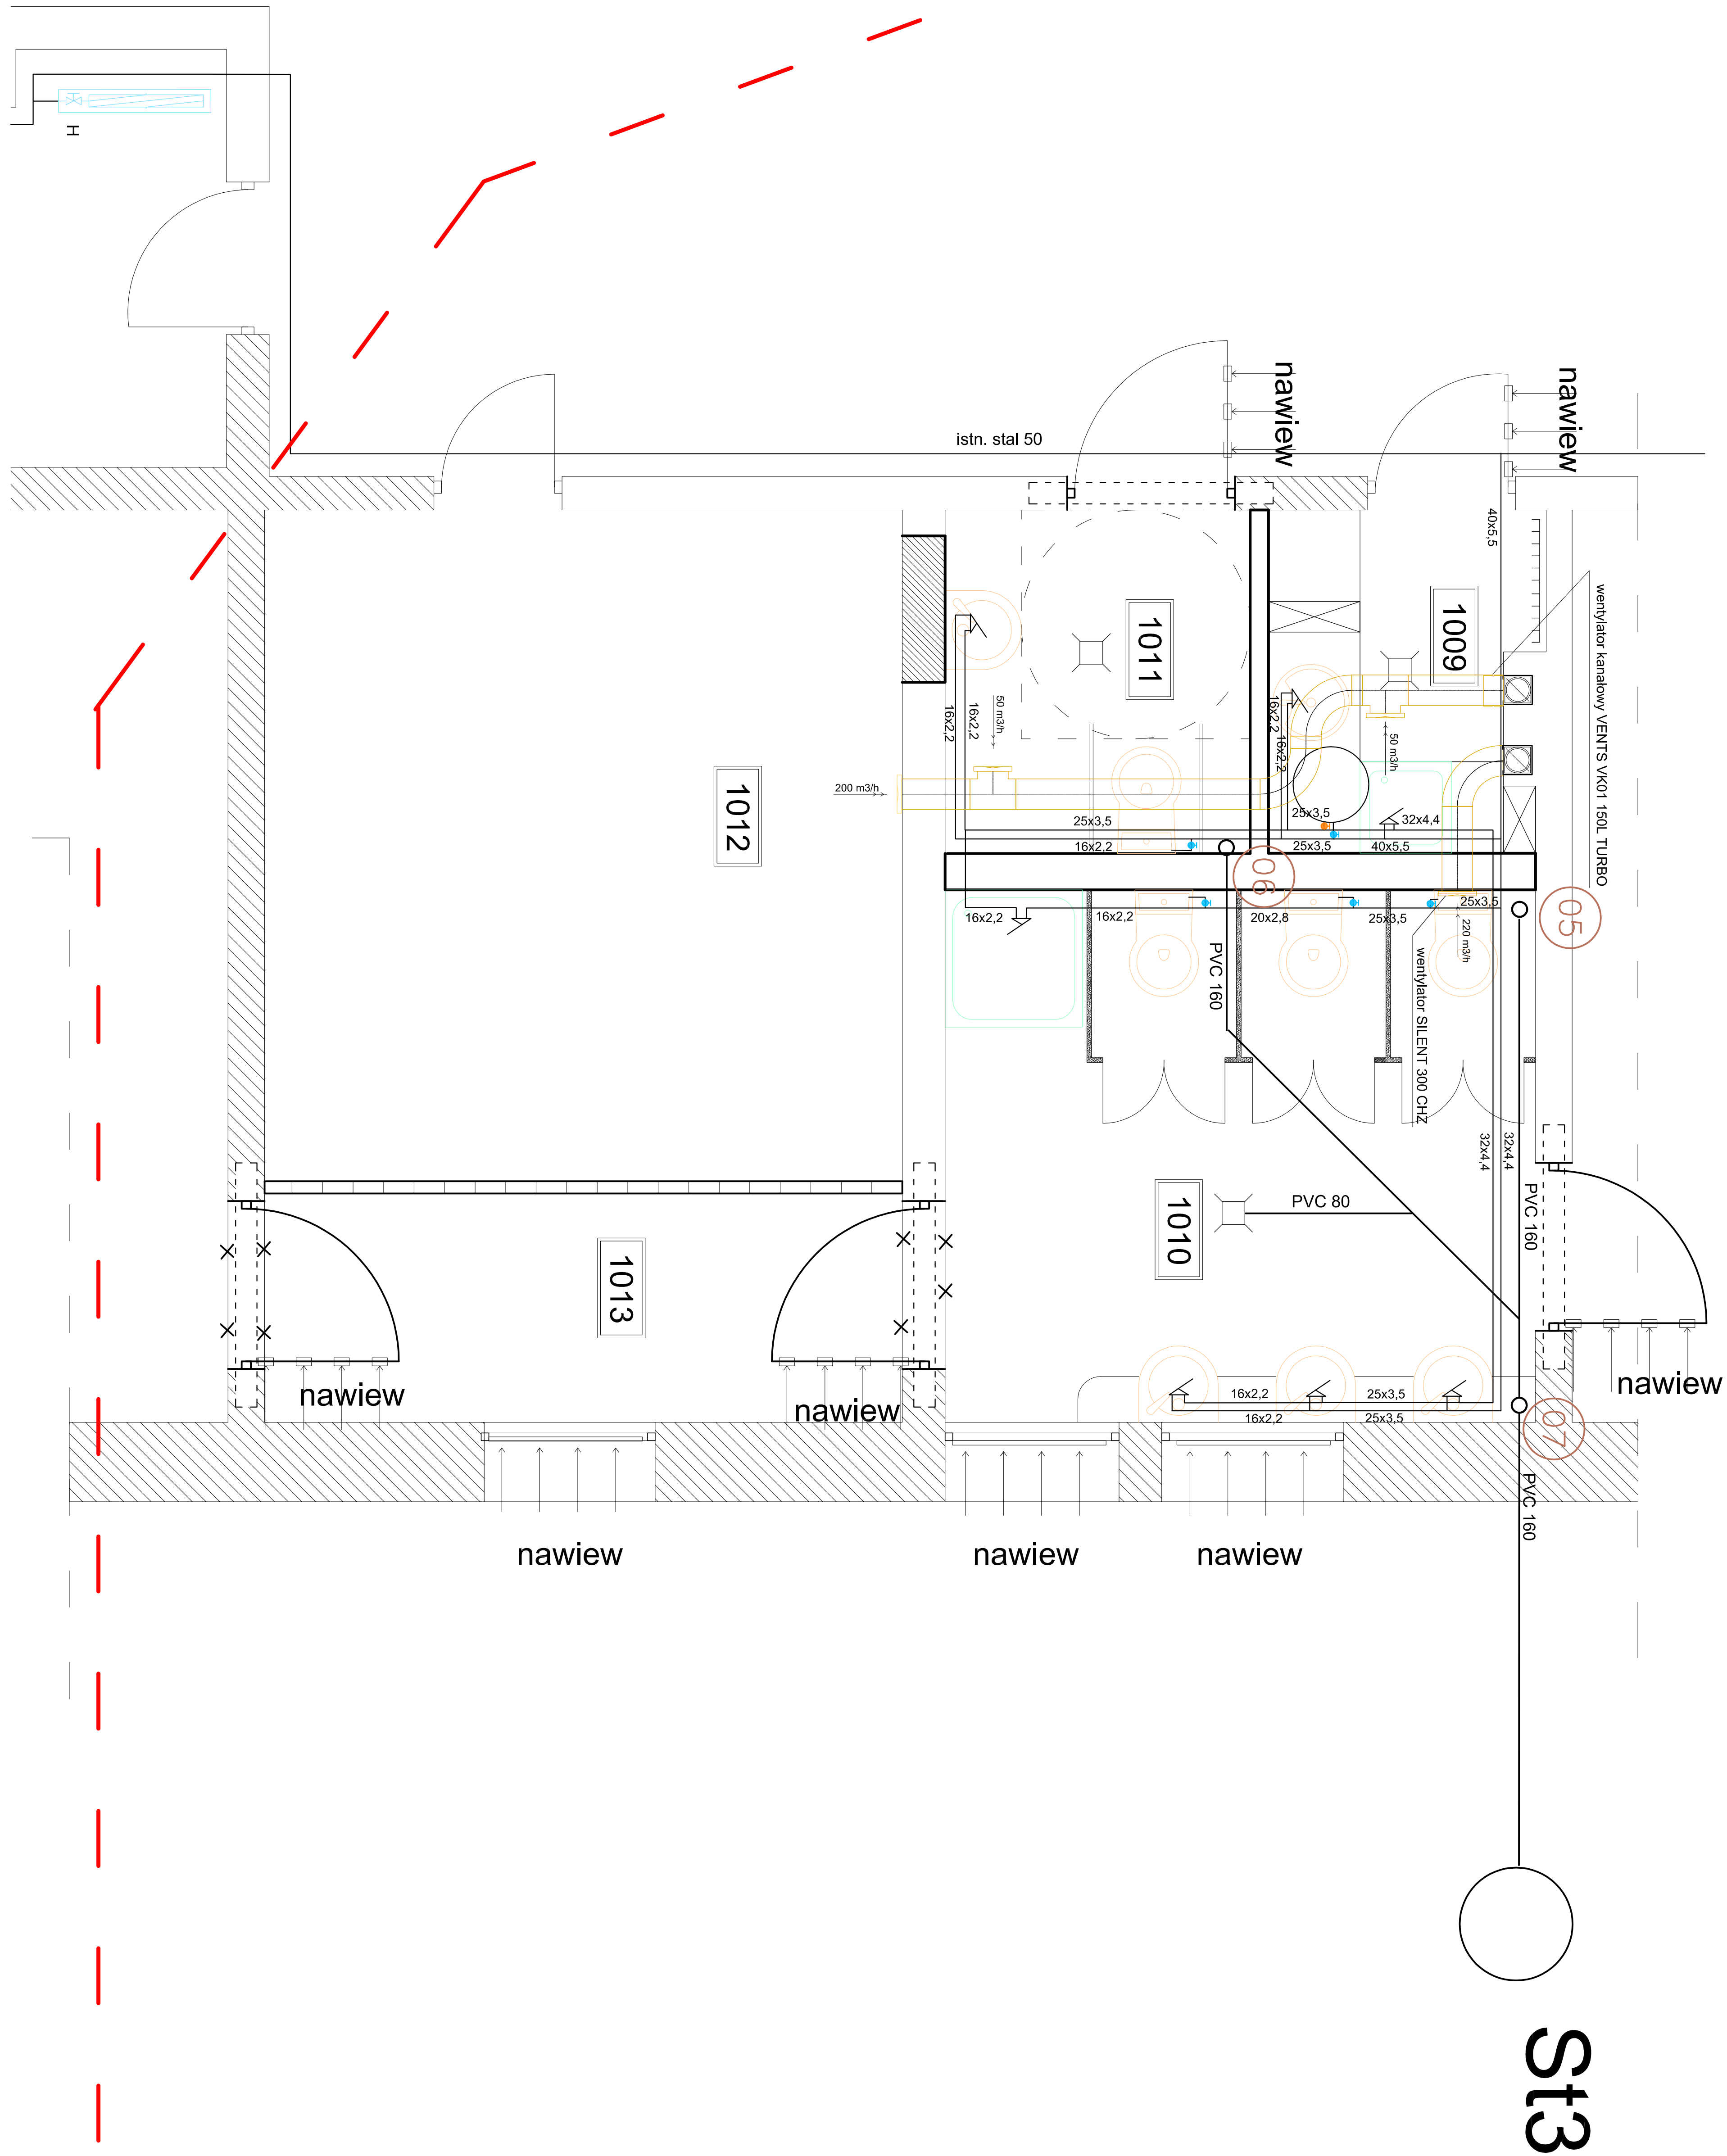 H
istn. stal 50
nawiew
nawiew
40x5,5
wentylator kanałowy VENTS VK01 150L TURBO
1009
1011
16x2,2
16x2,2
50 m3/h
16x2,2
16x2,2
50 m3/h
1012
200 m3/h
25x3,5
25x3,5
32x4,4
16x2,2
25x3,5
40x5,5
06
05
16x2,2
16x2,2
20x2,8
25x3,5
25x3,5
220 m3/h
PVC 160
wentylator SILENT 300 CHZ
32x4,4
32x4,4
PVC 160
PVC 80
1010
1013
nawiew
nawiew
nawiew
16x2,2
25x3,5
16x2,2
25x3,5
07
PVC 160
nawiew
nawiew
nawiew
St3